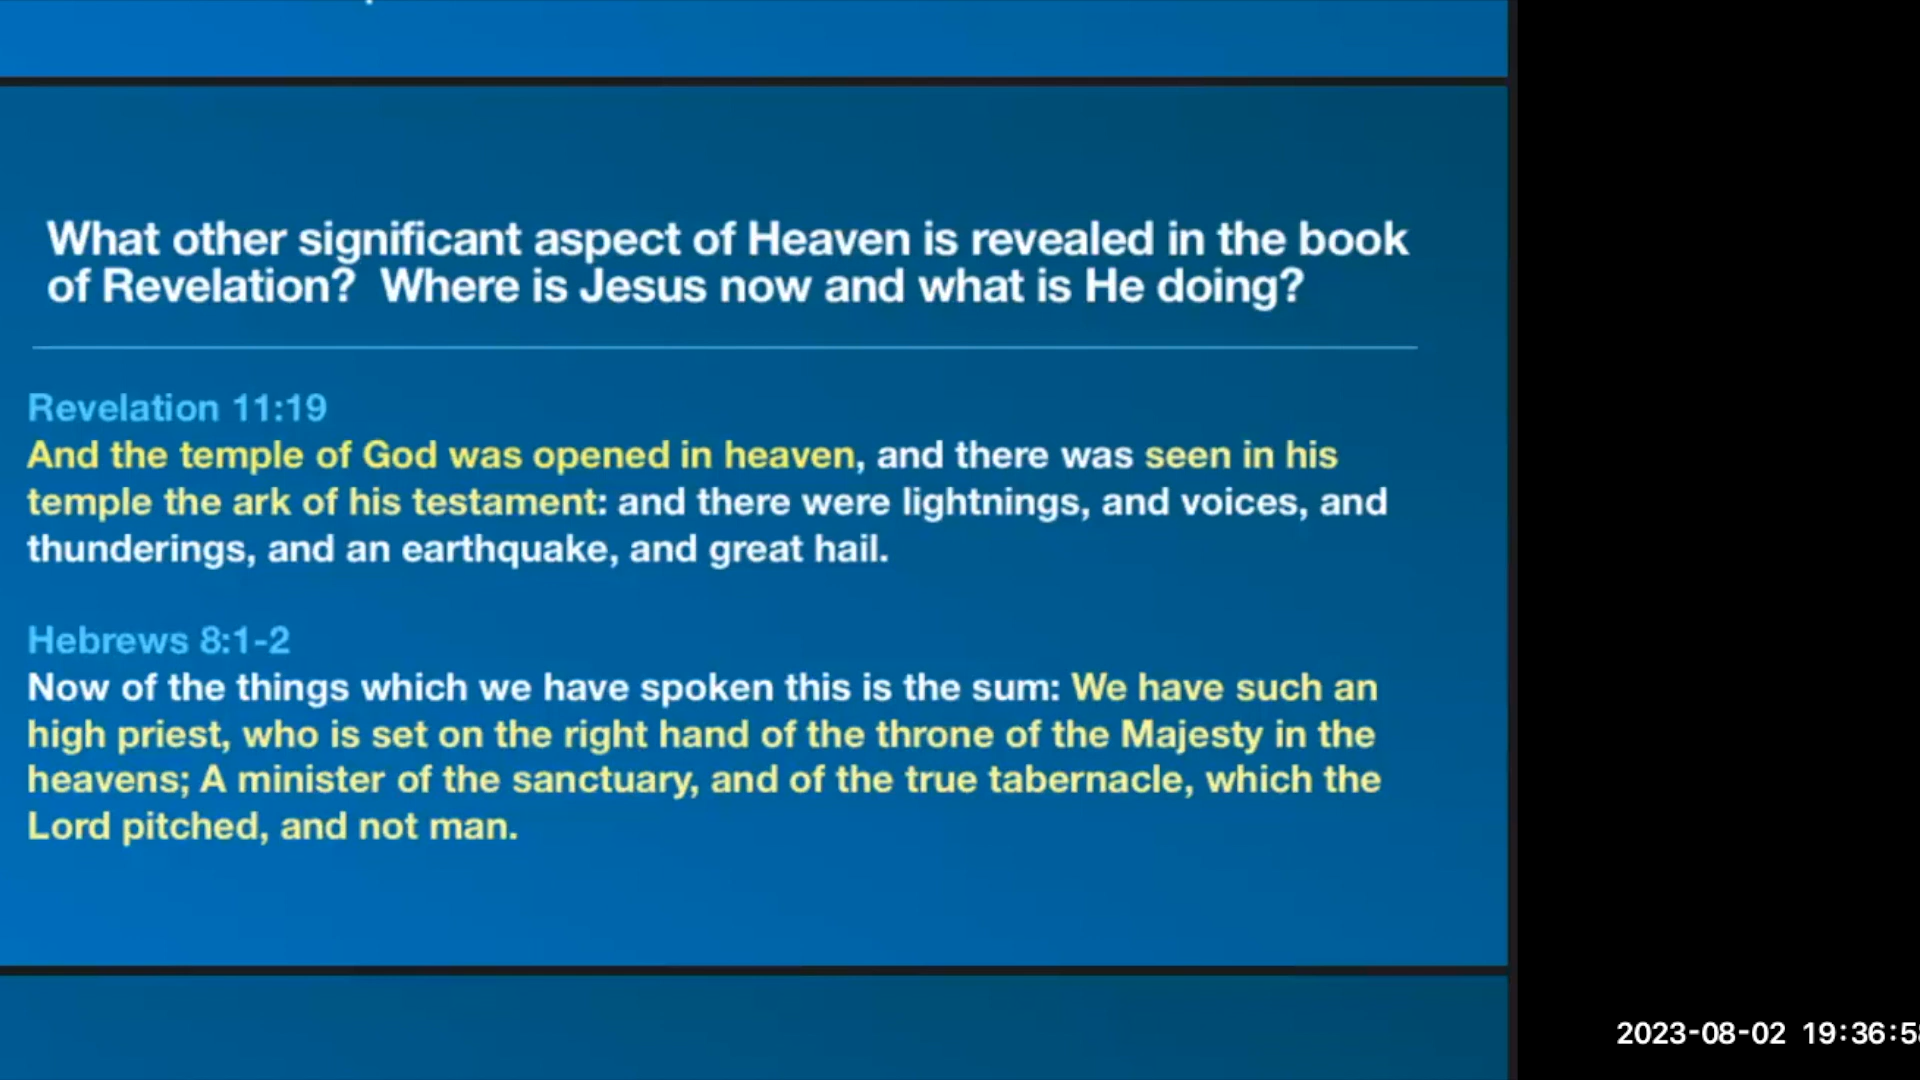 What other significant aspect of Heaven is revealed in the book
of Revelation?  Where is Jesus now and what is He doing?
Revelation 11:19
And the temple of God was opened in heaven, and there was seen in his
temple the ark of his testament: and there were lightnings, and voices, and
thunderings, and an earthquake, and great hail.
Hebrews 8:1-2
Now of the things which we have spoken this is the sum: We have such an
high priest, who is set on the right hand of the throne of the Majesty in the
heavens; A minister of the sanctuary, and of the true tabernacle, which the
Lord pitched, and not man.
2023-08-02 19:36:5